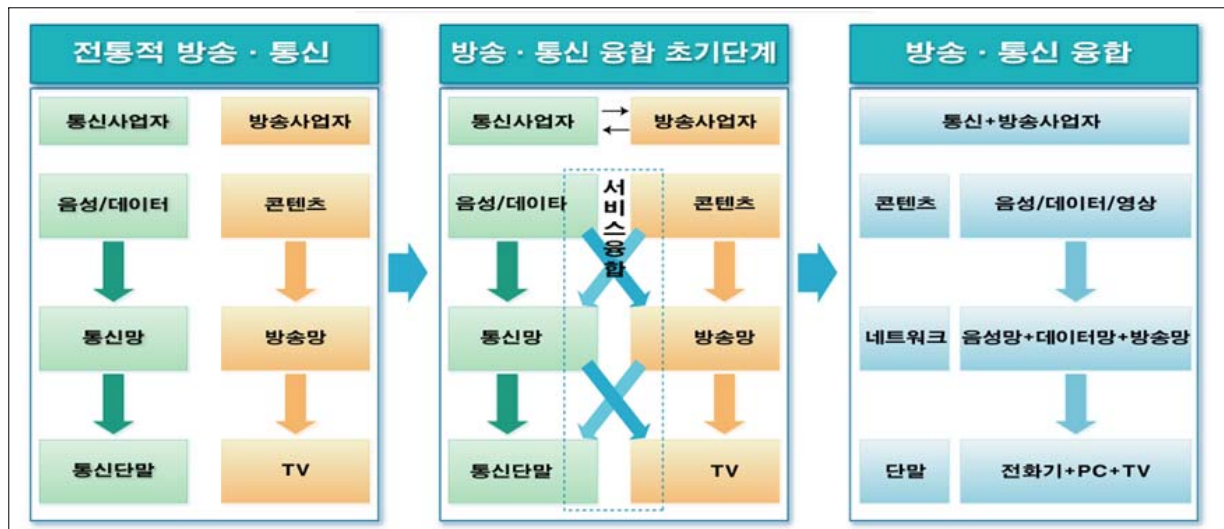 전통적 방송 · 통신
통신사업자
방송사업자
음성/데이터
콘텐츠
통신망
방송망
통신단말
TV
방송 · 통신 융합 초기단계
통신사업자
방송사업자
음성/데이타
서비스융합
콘텐츠
통신망
방송망
통신단말
TV
방송 · 통신 융합
통신+방송사업자
콘텐츠
음성/데이터/영상
네트워크
음성망+데이터망+방송망
단말
전화기+PC+TV